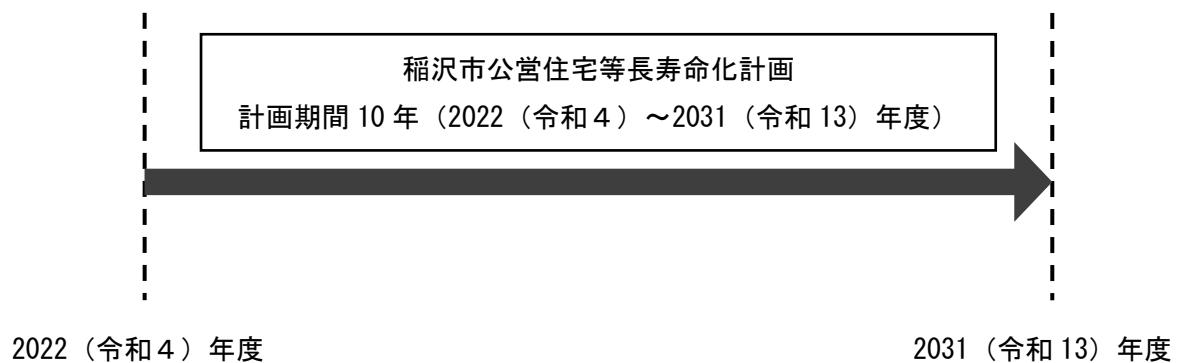 稲沢市公営住宅等長寿命化計画
計画期間 10 年（2022（令和４）～2031（令和 13）年度）
2022（令和４）年度
2031（令和 13）年度